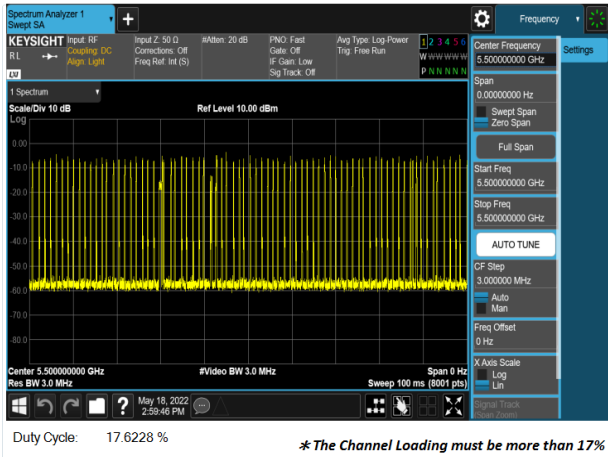 Spectrum Analyzer 1
Swept SA
Frequency
KEYSIGHT
RL
LXI
Input: RF
Coupling: DC
Align: Light
Input Z: 50 Ω
Corrections: Off
Freq Ref: Int (S)
#Atten: 20 dB
PNO: Fast
Gate: Off
IF Gain: Low
Sig Track: Off
Avg Type: Log-Power
Trig: Free Run
1 2 3 4 5 6
W W W W W W
P N N N N N
Center Frequency
5.500000000 GHz
Settings
Span
0.00000000 Hz
Swept Span
Zero Span
Full Span
Start Freq
5.500000000 GHz
Stop Freq
5.500000000 GHz
AUTO TUNE
CF Step
3.000000 MHz
Auto
Man
Freq Offset
0 Hz
X Axis Scale
Log
Lin
Signal Track
(Span Zoom)
1 Spectrum
Scale/Div 10 dB
Ref Level 10.00 dBm
Log
0.00
-10.0
-20.0
-30.0
-40.0
-50.0
-60.0
-70.0
-80.0
Center 5.500000000 GHz
#Video BW 3.0 MHz
Span 0 Hz
Res BW 3.0 MHz
Sweep 100 ms (8001 pts)
?
May 18, 2022
2:59:46 PM
Duty Cycle: 17.6228 %
* The Channel Loading must be more than 17%